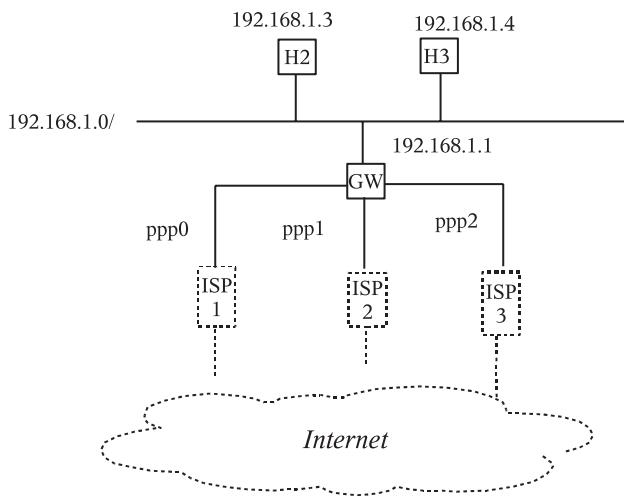 192.168.1.3
192.168.1.4
H2
H3
192.168.1.0/
192.168.1.1
GW
ppp0
ppp1
ppp2
ISP
1
ISP
2
ISP
3
Internet